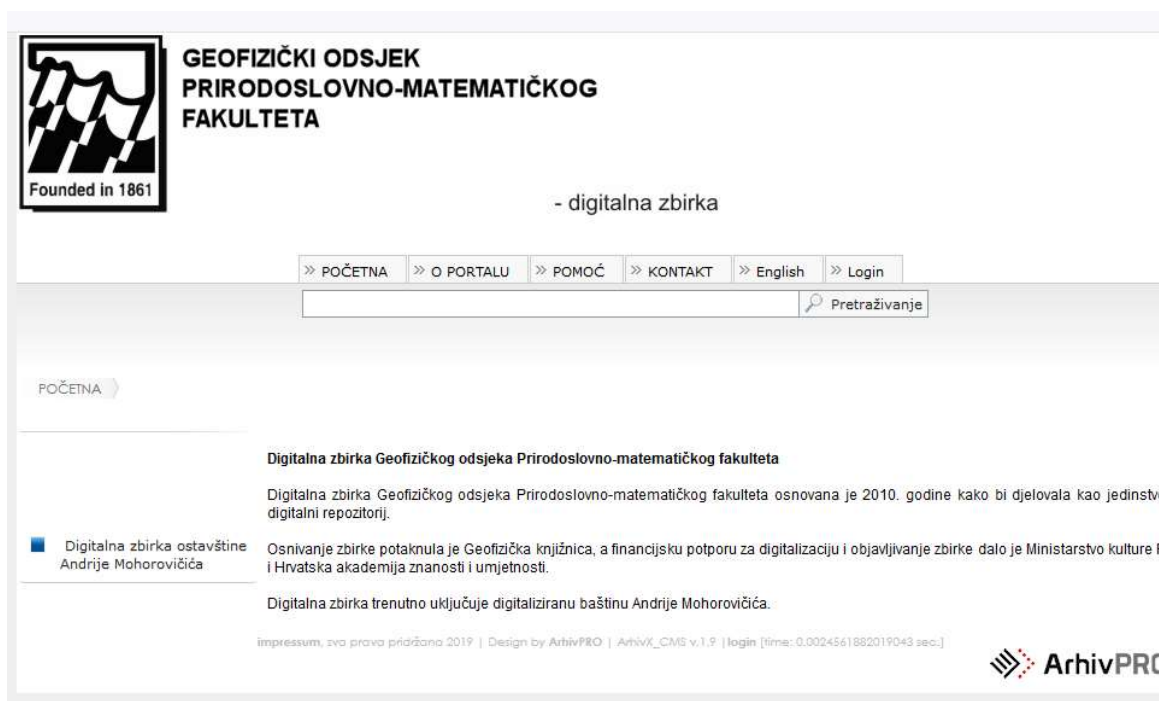 GEOFIZIČKI ODSJEK
PRIRODOSLOVNO-MATEMATIČKOG
FAKULTETA
Founded in 1861
- digitalna zbirka
» POČETNA » O PORTALU » POMOĆ » KONTAKT » English » Login
Pretraživanje
POČETNA
Digitalna zbirka Geofizičkog odsjeka Prirodoslovno-matematičkog fakulteta
Digitalna zbirka Geofizičkog odsjeka Prirodoslovno-matematičkog fakulteta osnovana je 2010. godine kako bi djelovala kao jedinstv
digitalni repozitorij.
Digitalna zbirka ostavštine
Andrije Mohorovičića
Osnivanje zbirke potaknula je Geofizička knjižnica, a financijsku potporu za digitalizaciju i objavljivanje zbirke dalo je Ministarstvo kulture
i Hrvatska akademija znanosti i umjetnosti.
Digitalna zbirka trenutno uključuje digitaliziranu baštinu Andrije Mohorovičića.
impressum, sva prava pridržana 2019 | Design by ArhivPRO | ArhivX_CMS v.1.9 | login [time: 0.0024561882019043 sec.]
ArhivPRO